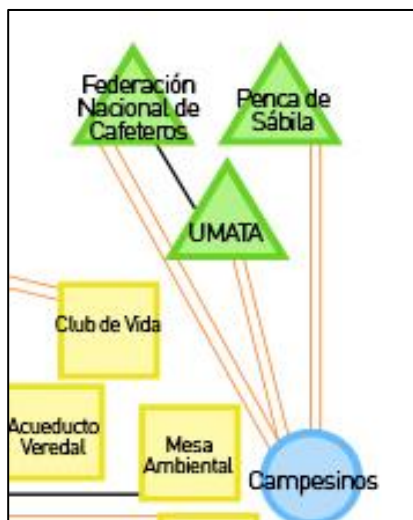 Federación
Nacional de
Cafeteros
Penca de
Sábila
UMATA
Club de Vida
Acueducto
Veredal
Mesa
Ambiental
Campesinos